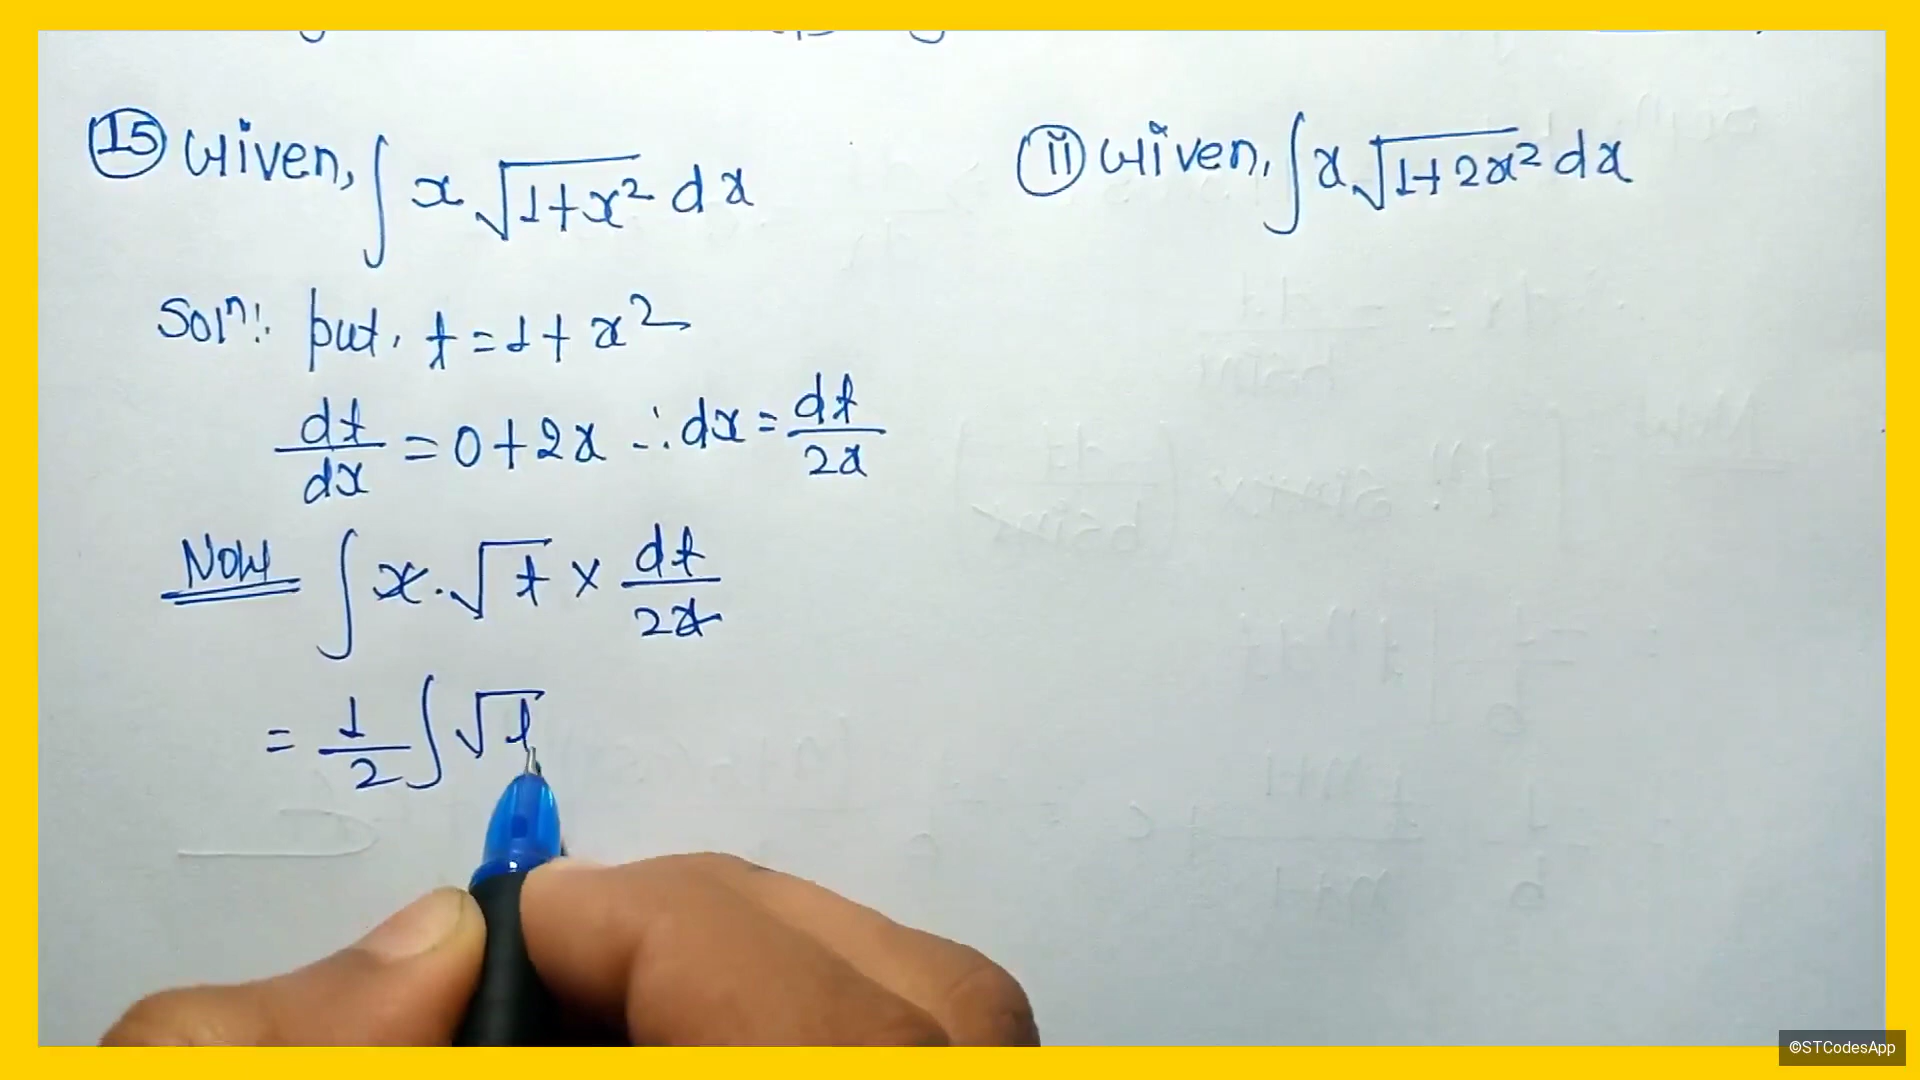 15 Given, ∫ x √1+x² dx
Solⁿ: put, t = 1 + x²
dt/dx = 0 + 2x ∴ dx = dt/2x
Now ∫ x . √t × dt/2x
= 1/2 ∫ √t
ii Given, ∫ x √1+2x² dx
©STCodesApp